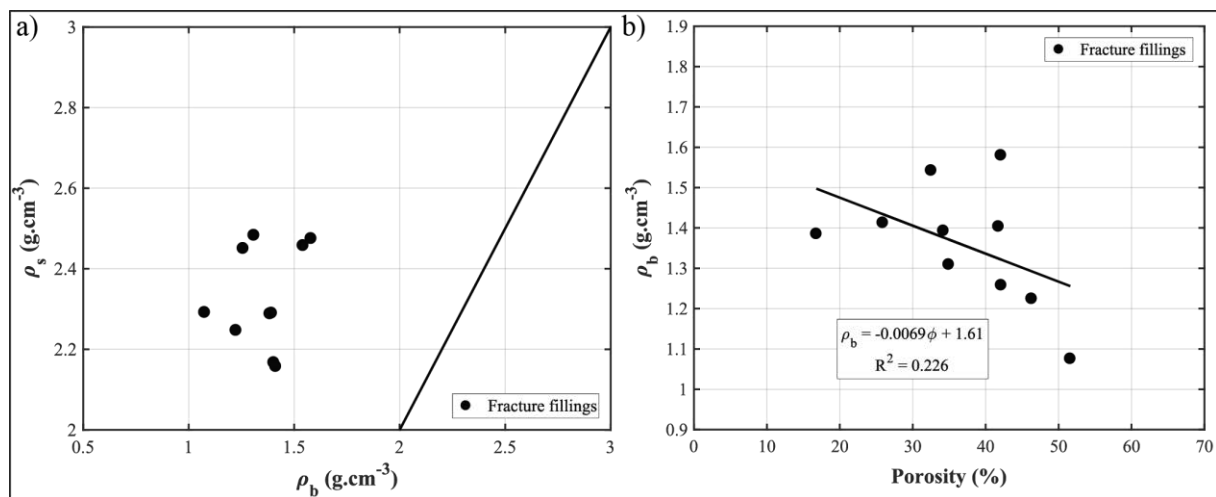 a)
3
2.8
2.6
2.4
2.2
2
ρs (g.cm-3)
0.5 1 1.5 2 2.5 3
ρb (g.cm-3)
Fracture fillings
b)
1.9
1.8
1.7
1.6
1.5
1.4
1.3
1.2
1.1
1
0.9
ρb (g.cm-3)
Fracture fillings
ρb = -0.0069ϕ + 1.61
R2 = 0.226
0 10 20 30 40 50 60 70
Porosity (%)